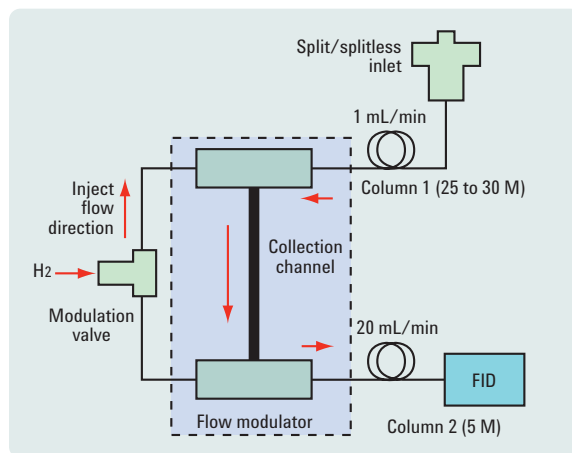 Split/splitless
inlet
1 mL/min
Column 1 (25 to 30 M)
Inject
flow
direction
Collection
channel
H2
Modulation
valve
20 mL/min
FID
Flow modulator
Column 2 (5 M)